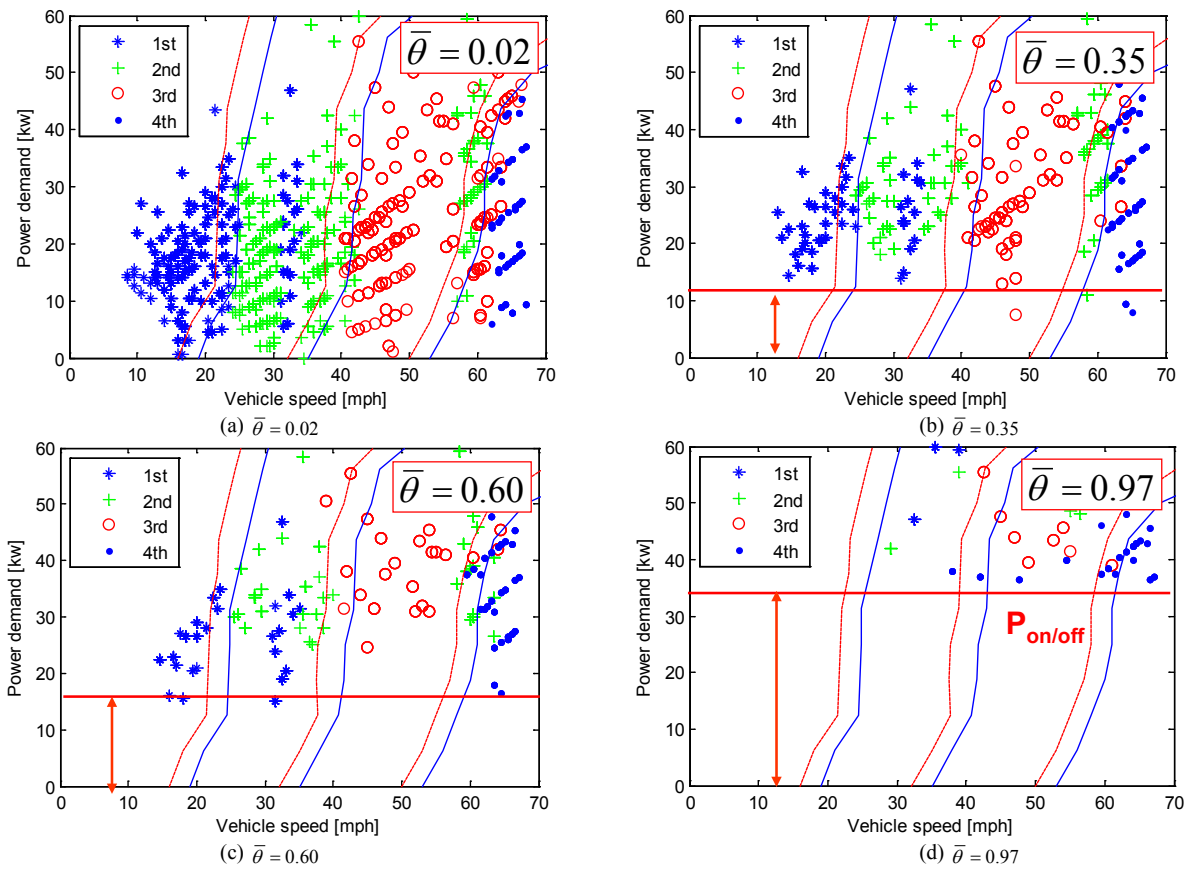 60
50
40
30
20
10
0
Power demand [kw]
1st
2nd
3rd
4th
θ̅ = 0.02
0 10 20 30 40 50 60 70
Vehicle speed [mph]
(a) θ̅ = 0.02
60
50
40
30
20
10
0
Power demand [kw]
1st
2nd
3rd
4th
θ̅ = 0.35
0 10 20 30 40 50 60 70
Vehicle speed [mph]
(b) θ̅ = 0.35
60
50
40
30
20
10
0
Power demand [kw]
1st
2nd
3rd
4th
θ̅ = 0.60
0 10 20 30 40 50 60 70
Vehicle speed [mph]
(c) θ̅ = 0.60
60
50
40
30
20
10
0
Power demand [kw]
1st
2nd
3rd
4th
θ̅ = 0.97
P on/off
0 10 20 30 40 50 60 70
Vehicle speed [mph]
(d) θ̅ = 0.97